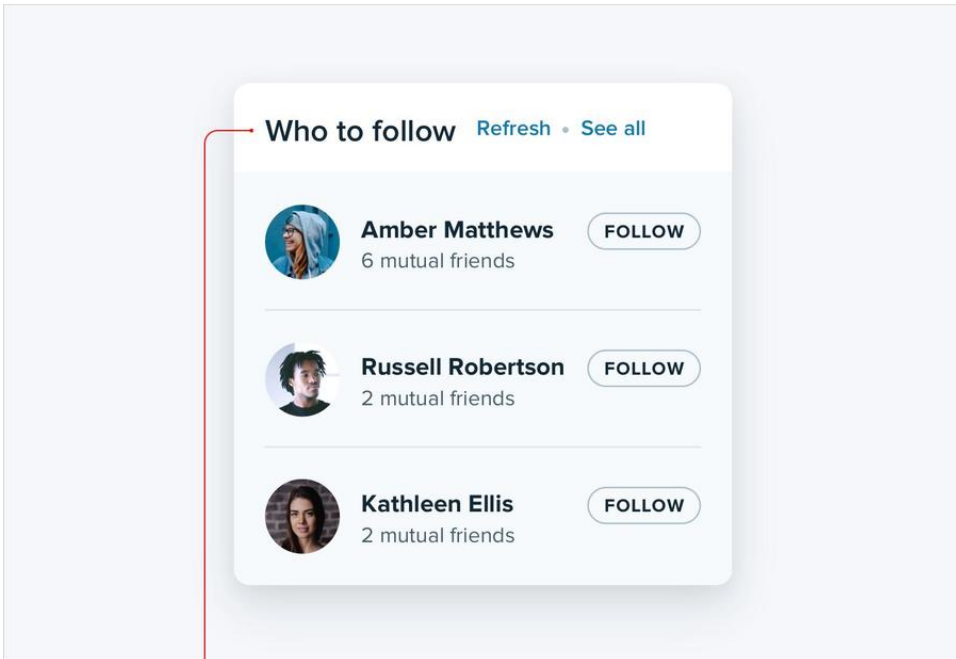 Who to follow Refresh • See all
Amber Matthews FOLLOW
6 mutual friends
Russell Robertson FOLLOW
2 mutual friends
Kathleen Ellis FOLLOW
2 mutual friends